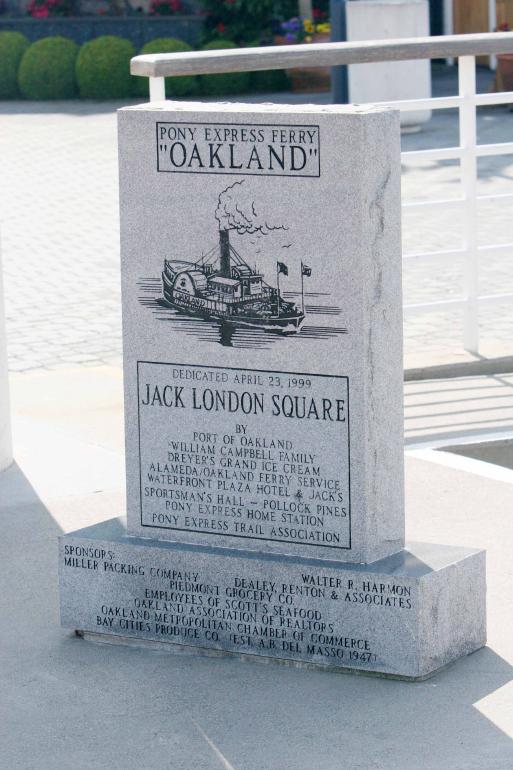 PONY EXPRESS FERRY
"OAKLAND"
OAKLAND
DEDICATED APRIL 23, 1999
JACK LONDON SQUARE
BY
PORT OF OAKLAND
WILLIAM CAMPBELL FAMILY
DREYER'S GRAND ICE CREAM
ALAMEDA/OAKLAND FERRY SERVICE
WATERFRONT PLAZA HOTEL & JACK'S
SPORTSMAN'S HALL – POLLOCK PINES
PONY EXPRESS HOME STATION
PONY EXPRESS TRAIL ASSOCIATION
SPONSORS: WALTER R. HARMON
MILLER PACKING COMPANY DEALEY, RENTON & ASSOCIATES
PIEDMONT GROCERY CO.
EMPLOYEES OF SCOTT'S SEAFOOD
OAKLAND ASSOCIATION OF REALTORS
OAKLAND METROPOLITAN CHAMBER OF COMMERCE
BAY CITIES PRODUCE CO. (EST. A.B. DEL MASSO 1947)